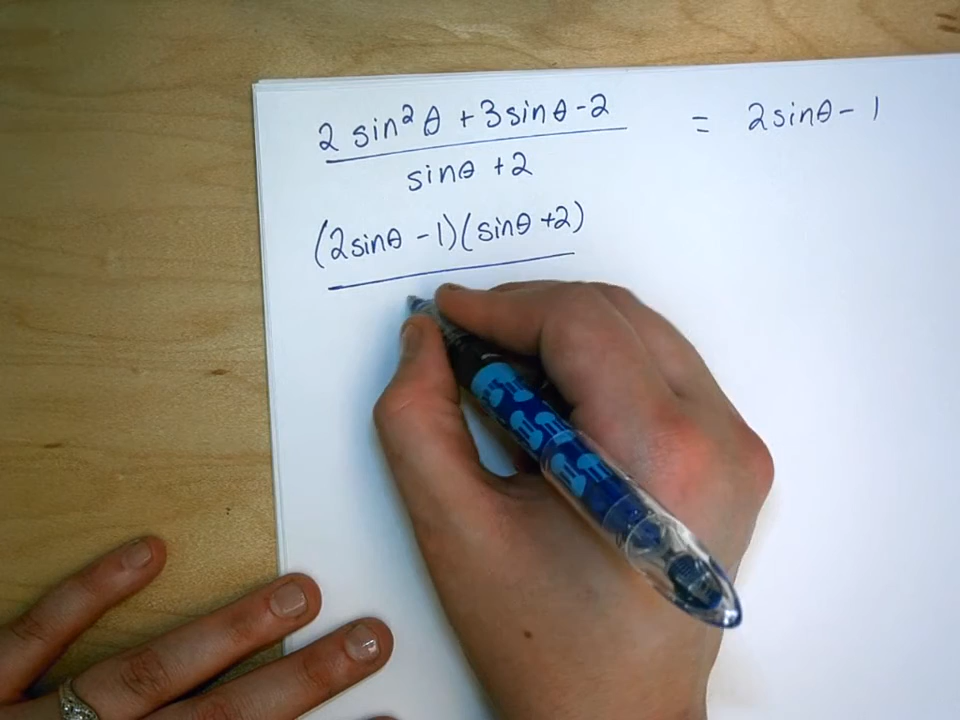 2 sin²θ + 3sinθ - 2 = 2sinθ - 1
sinθ + 2
(2sinθ - 1)(sinθ + 2)